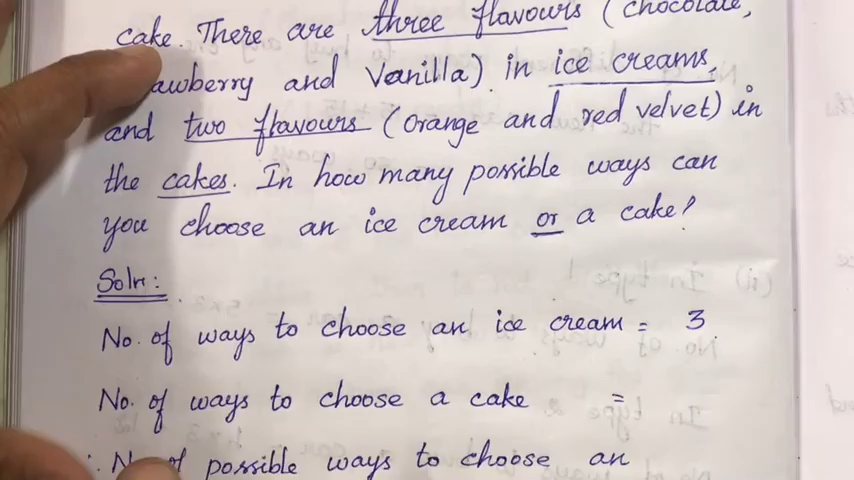 cake. There are three flavours (chocolate,
awberry and Vanilla) in ice creams,
and two flavours (orange and red velvet) in
the cakes. In how many possible ways can
you choose an ice cream or a cake?
Soln:
No. of ways to choose an ice cream = 3
No. of ways to choose a cake =
possible ways to choose an